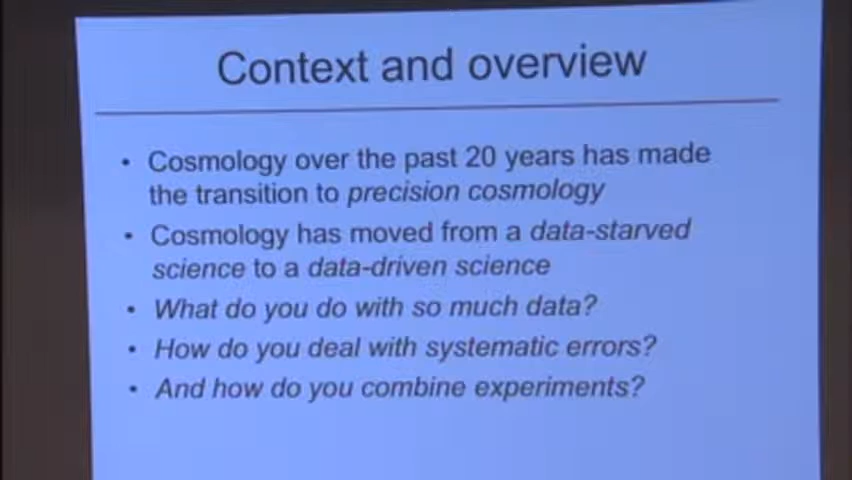 Context and overview
• Cosmology over the past 20 years has made
the transition to precision cosmology
• Cosmology has moved from a data-starved
science to a data-driven science
• What do you do with so much data?
• How do you deal with systematic errors?
• And how do you combine experiments?